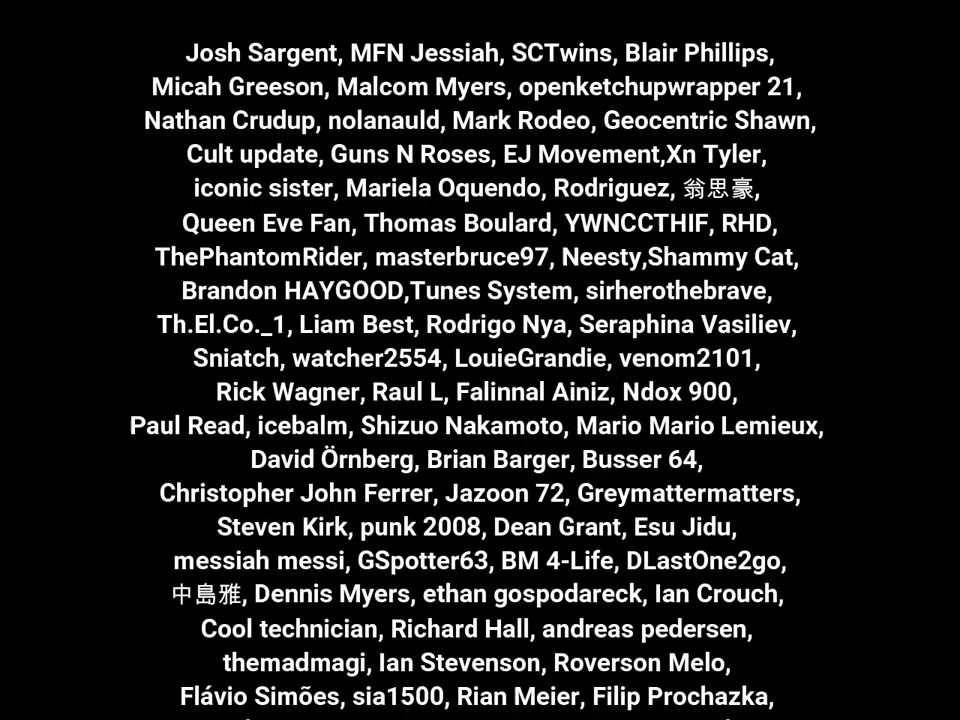 Josh Sargent, MFN Jessiah, SCTwins, Blair Phillips,
Micah Greeson, Malcom Myers, openketchupwrapper 21,
Nathan Crudup, nolanauld, Mark Rodeo, Geocentric Shawn,
Cult update, Guns N Roses, EJ Movement,Xn Tyler,
iconic sister, Mariela Oquendo, Rodriguez, 翁思豪,
Queen Eve Fan, Thomas Boulard, YWNCCTHIF, RHD,
ThePhantomRider, masterbruce97, Neesty,Shammy Cat,
Brandon HAYGOOD,Tunes System, sirherothebrave,
Th.El.Co._1, Liam Best, Rodrigo Nya, Seraphina Vasiliev,
Sniatch, watcher2554, LouieGrandie, venom2101,
Rick Wagner, Raul L, Falinnal Ainiz, Ndox 900,
Paul Read, icebalm, Shizuo Nakamoto, Mario Mario Lemieux,
David Örnberg, Brian Barger, Busser 64,
Christopher John Ferrer, Jazoon 72, Greymattermatters,
Steven Kirk, punk 2008, Dean Grant, Esu Jidu,
messiah messi, GSpotter63, BM 4-Life, DLastOne2go,
中島雅, Dennis Myers, ethan gospodareck, Ian Crouch,
Cool technician, Richard Hall, andreas pedersen,
themadmagi, Ian Stevenson, Roverson Melo,
Flávio Simões, sia1500, Rian Meier, Filip Prochazka,